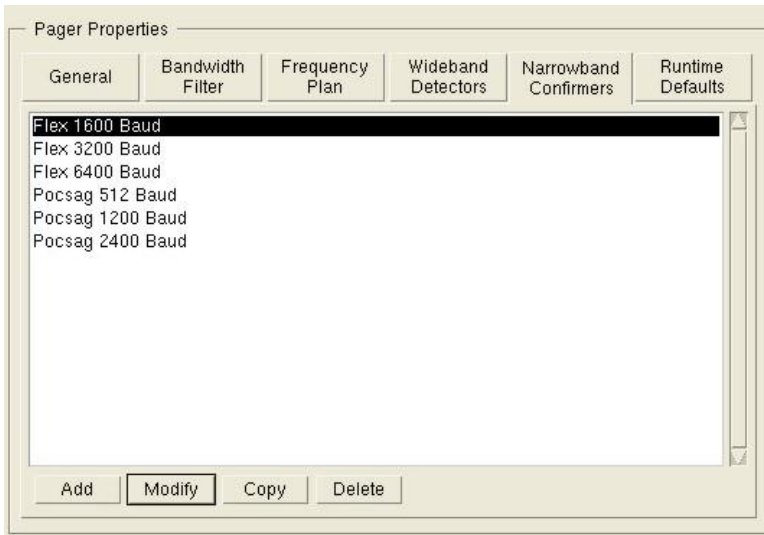 Pager Properties
General
Bandwidth
Filter
Frequency
Plan
Wideband
Detectors
Narrowband
Confirmers
Runtime
Defaults
Flex 1600 Baud
Flex 3200 Baud
Flex 6400 Baud
Pocsag 512 Baud
Pocsag 1200 Baud
Pocsag 2400 Baud
Add
Modify
Copy
Delete